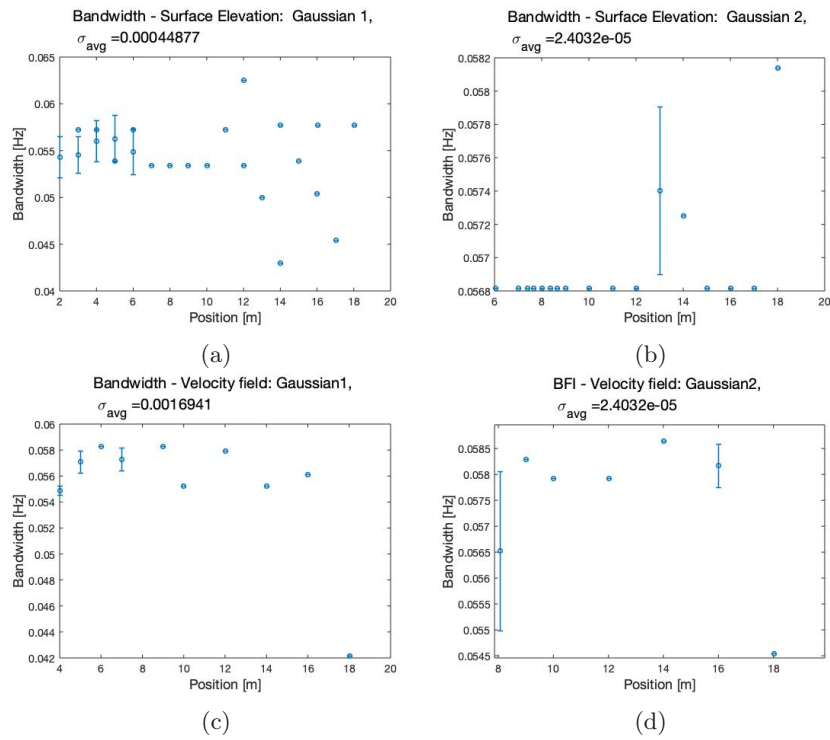 Bandwidth - Surface Elevation: Gaussian 1,
σavg =0.00044877
0.065
0.06
0.055
0.05
0.045
0.04
Bandwidth [Hz]
2 4 6 8 10 12 14 16 18 20
Position [m]
(a)
Bandwidth - Surface Elevation: Gaussian 2,
σavg =2.4032e-05
0.0582
0.058
0.0578
0.0576
0.0574
0.0572
0.057
0.0568
Bandwidth [Hz]
6 8 10 12 14 16 18 20
Position [m]
(b)
Bandwidth - Velocity field: Gaussian1,
σavg =0.0016941
0.06
0.058
0.056
0.054
0.052
0.05
0.048
0.046
0.044
0.042
Bandwidth [Hz]
4 6 8 10 12 14 16 18 20
Position [m]
(c)
BFI - Velocity field: Gaussian2,
σavg =2.4032e-05
0.0585
0.058
0.0575
0.057
0.0565
0.056
0.0555
0.055
0.0545
Bandwidth [Hz]
8 10 12 14 16 18
Position [m]
(d)